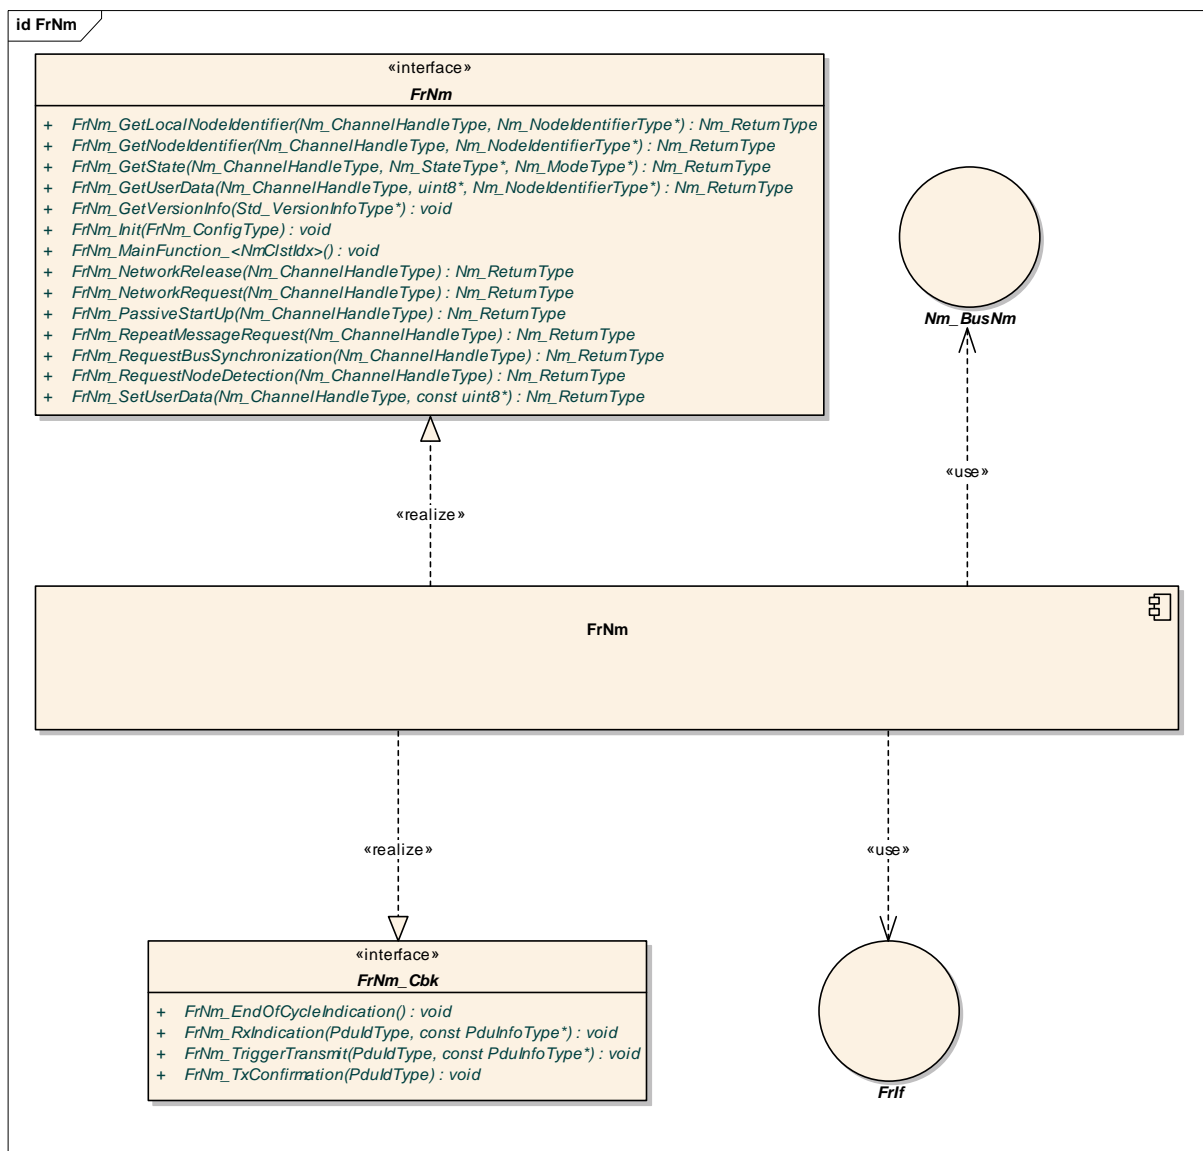 id FrNm
«interface»
FrNm
+ FrNm_GetLocalNodeIdentifier(Nm_ChannelHandleType, Nm_NodeIdentifierType*) : Nm_ReturnType
+ FrNm_GetNodeIdentifier(Nm_ChannelHandleType, Nm_NodeIdentifierType*) : Nm_ReturnType
+ FrNm_GetState(Nm_ChannelHandleType, Nm_StateType*, Nm_ModeType*) : Nm_ReturnType
+ FrNm_GetUserData(Nm_ChannelHandleType, uint8*, Nm_NodeIdentifierType*) : Nm_ReturnType
+ FrNm_GetVersionInfo(Std_VersionInfoType*) : void
+ FrNm_Init(FrNm_ConfigType) : void
+ FrNm_MainFunction_<NmClstIdx>() : void
+ FrNm_NetworkRelease(Nm_ChannelHandleType) : Nm_ReturnType
+ FrNm_NetworkRequest(Nm_ChannelHandleType) : Nm_ReturnType
+ FrNm_PassiveStartUp(Nm_ChannelHandleType) : Nm_ReturnType
+ FrNm_RepeatMessageRequest(Nm_ChannelHandleType) : Nm_ReturnType
+ FrNm_RequestBusSynchronization(Nm_ChannelHandleType) : Nm_ReturnType
+ FrNm_RequestNodeDetection(Nm_ChannelHandleType) : Nm_ReturnType
+ FrNm_SetUserData(Nm_ChannelHandleType, const uint8*) : Nm_ReturnType
Nm_BusNm
«use»
«realize»
FrNm
«realize»
«use»
«interface»
FrNm_Cbk
+ FrNm_EndOfCycleIndication() : void
+ FrNm_RxIndication(PduIdType, const PduInfoType*) : void
+ FrNm_TriggerTransmit(PduIdType, const PduInfoType*) : void
+ FrNm_TxConfirmation(PduIdType) : void
FrIf